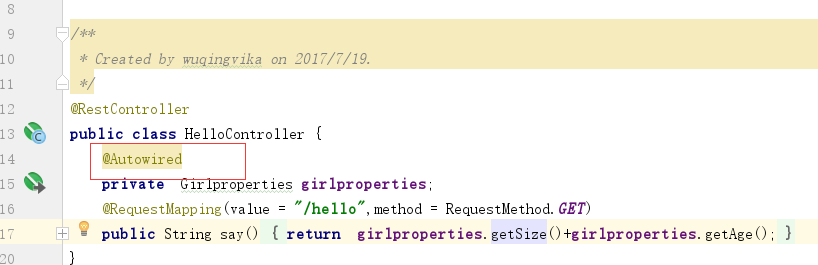 8
9 /**
10 * Created by wuqingvika on 2017/7/19.
11 */
12 @RestController
13 public class HelloController {
14 @Autowired
15 private Girlproperties girlproperties;
16 @RequestMapping(value = "/hello",method = RequestMethod.GET)
17 public String say() { return girlproperties.getSize()+girlproperties.getAge(); }
20 }